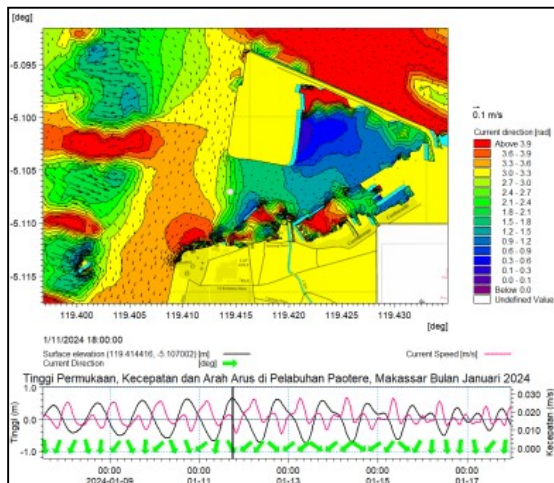 [deg]
-5.095
-5.100
-5.105
-5.110
-5.115
119.400 119.405 119.410 119.415 119.420 119.425 119.430
[deg]
0.1 m/s
Current direction [rad]
Above 3.9
3.6 - 3.9
3.3 - 3.6
3.0 - 3.3
2.7 - 3.0
2.4 - 2.7
2.1 - 2.4
1.8 - 2.1
1.5 - 1.8
1.2 - 1.5
0.9 - 1.2
0.6 - 0.9
0.3 - 0.6
0.1 - 0.3
0.0 - 0.1
Below 0.0
Undefined Value
1/11/2024 18:00:00
Surface elevation (119.414416, -5.107002) [m] Current Speed [m/s]
Current Direction [deg]
Tinggi Permukaan, Kecepatan dan Arah Arus di Pelabuhan Paotere, Makassar Bulan Januari 2024
Tinggi (m)
1.0
0.0
-1.0
0.030
0.020
0.010
0.000
Kecepatan (m/s)
00:00 00:00 00:00 00:00 00:00
2024-01-09 01-11 01-13 01-15 01-17